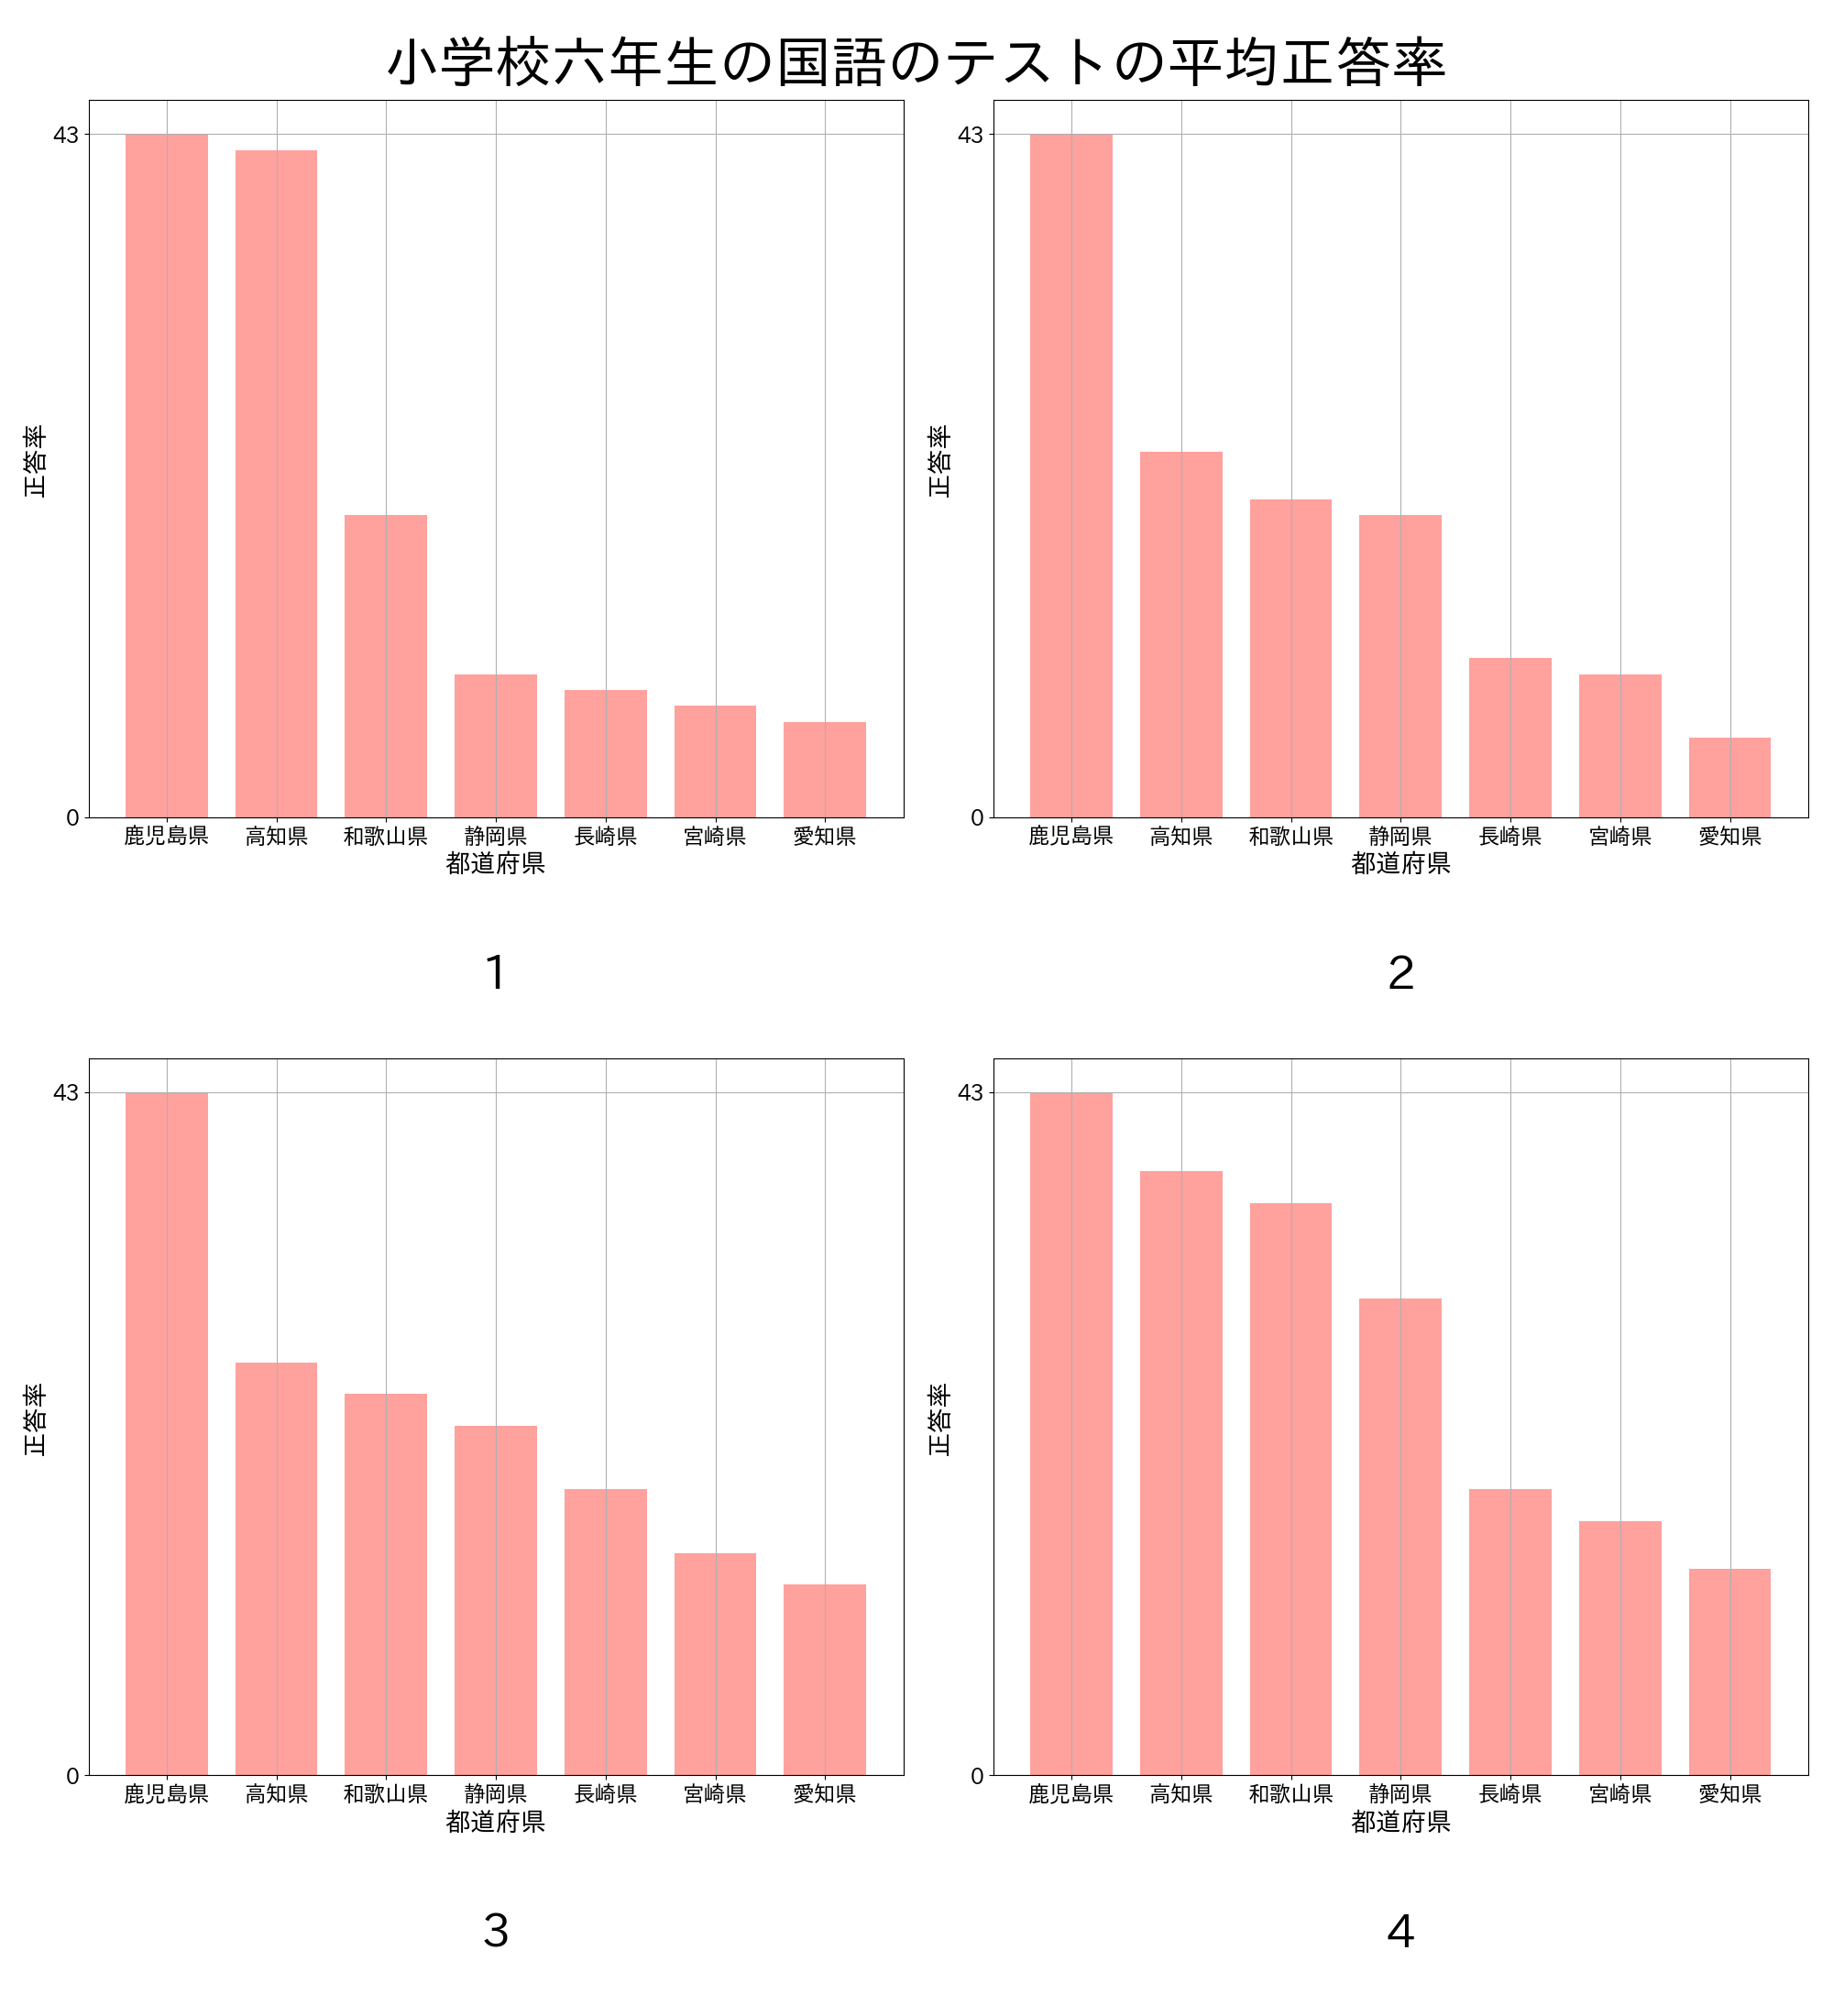 小学校六年生の国語のテストの平均正答率
43
0
正答率
鹿児島県 高知県 和歌山県 静岡県 長崎県 宮崎県 愛知県
都道府県
1
43
0
正答率
鹿児島県 高知県 和歌山県 静岡県 長崎県 宮崎県 愛知県
都道府県
2
43
0
正答率
鹿児島県 高知県 和歌山県 静岡県 長崎県 宮崎県 愛知県
都道府県
3
43
0
正答率
鹿児島県 高知県 和歌山県 静岡県 長崎県 宮崎県 愛知県
都道府県
4